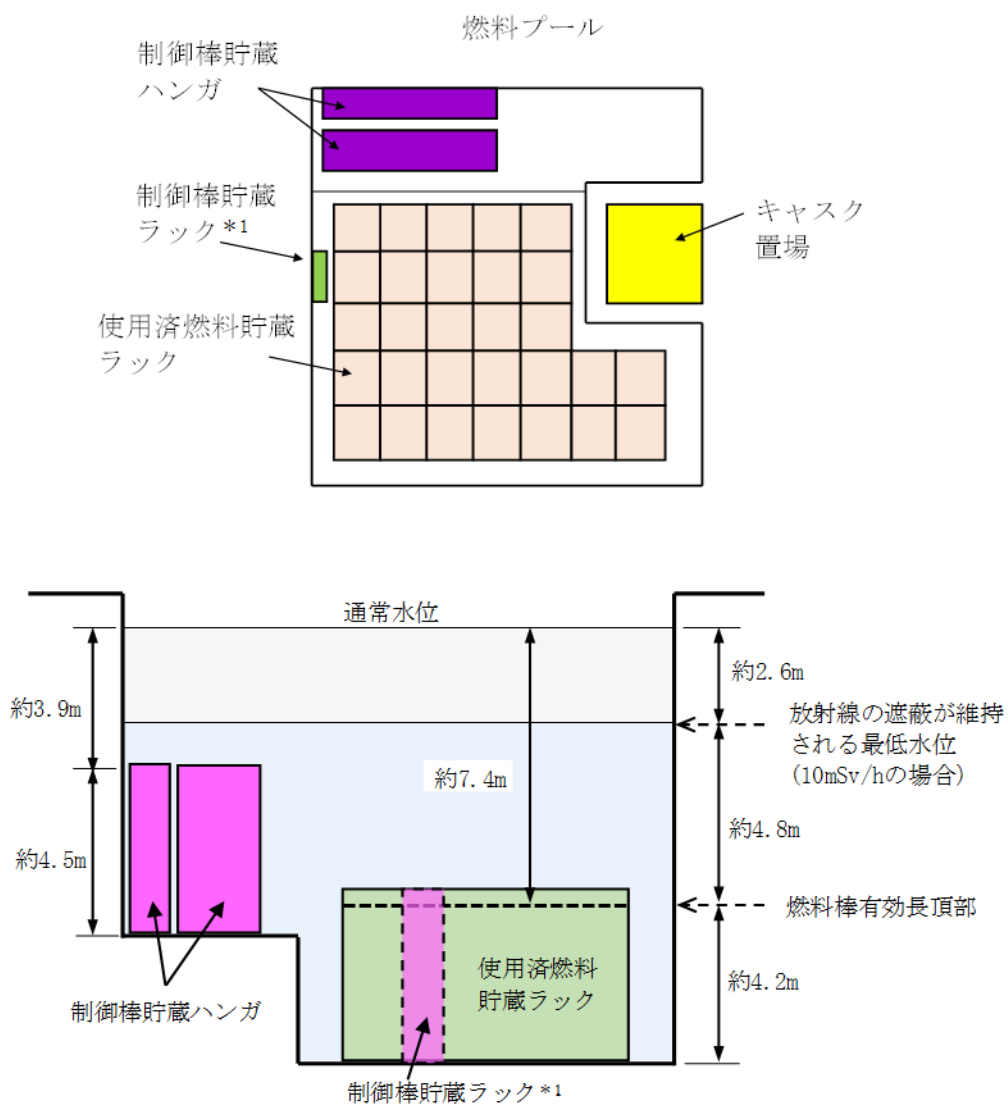 燃料プール
制御棒貯蔵
ハンガ
制御棒貯蔵
ラック*1
キャスク
置場
使用済燃料貯蔵
ラック
通常水位
約2.6m
約3.9m
放射線の遮蔽が維持
される最低水位
(10mSv/hの場合)
約7.4m
約4.8m
約4.5m
燃料棒有効長頂部
使用済燃料
貯蔵ラック
約4.2m
制御棒貯蔵ハンガ
制御棒貯蔵ラック*1